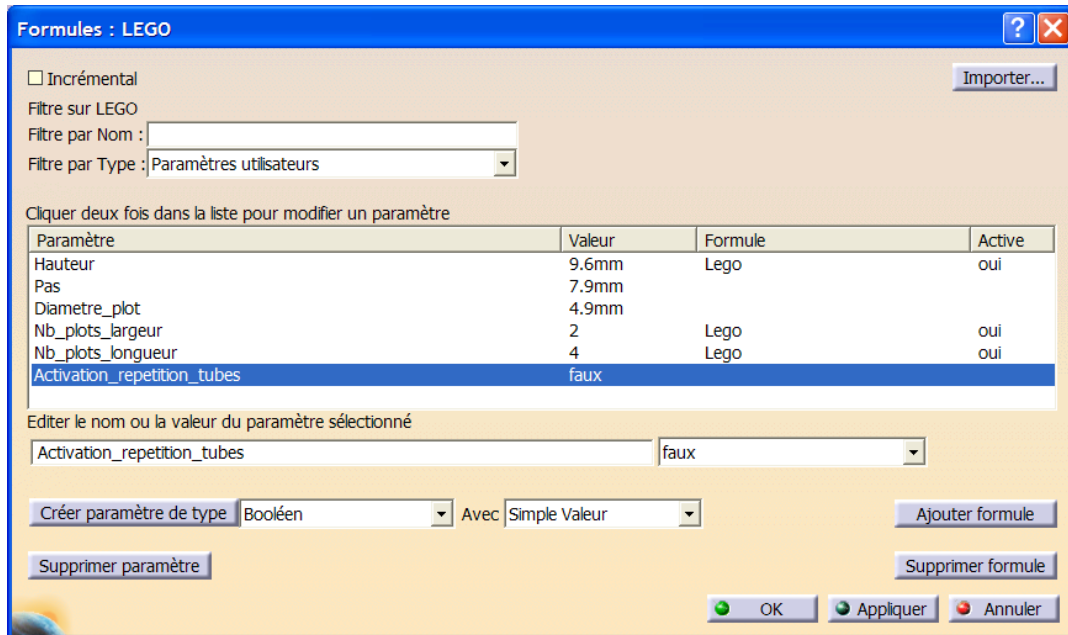 Formules : LEGO
Incrémental
Importer...
Filtre sur LEGO
Filtre par Nom :
Filtre par Type : Paramètres utilisateurs
Cliquer deux fois dans la liste pour modifier un paramètre
Paramètre Valeur Formule Active
Hauteur 9.6mm Lego oui
Pas 7.9mm
Diametre_plot 4.9mm
Nb_plots_largeur 2 Lego oui
Nb_plots_longueur 4 Lego oui
Activation_repetition_tubes faux
Editer le nom ou la valeur du paramètre sélectionné
Activation_repetition_tubes faux
Créer paramètre de type Booléen Avec Simple Valeur Ajouter formule
Supprimer paramètre Supprimer formule
OK Appliquer Annuler